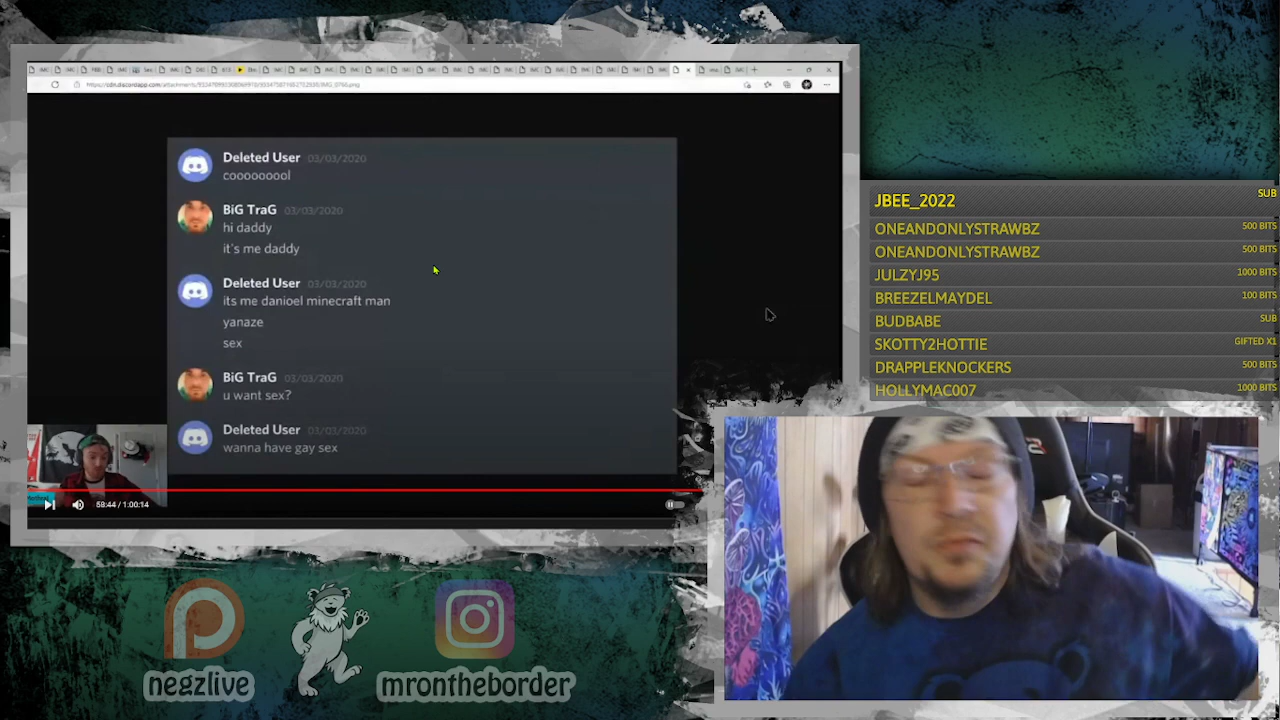 Deleted User 03/03/2020
cooooooool
BiG TraG 03/03/2020
hi daddy
it's me daddy
Deleted User 03/03/2020
its me danioel minecraft man
yanaze
sex
BiG TraG 03/03/2020
u want sex?
Deleted User 03/03/2020
wanna have gay sex
59:44 / 1:00:14
JBEE_2022 SUB
ONEANDONLYSTRAWBZ 500 BITS
ONEANDONLYSTRAWBZ 500 BITS
JULZYJ95 1000 BITS
BREEZELMAYDEL 100 BITS
BUDBABE SUB
SKOTTY2HOTTIE GIFTED X1
DRAPPLEKNOCKERS 500 BITS
HOLLYMAC007 1000 BITS
negzlive
mrontheborder